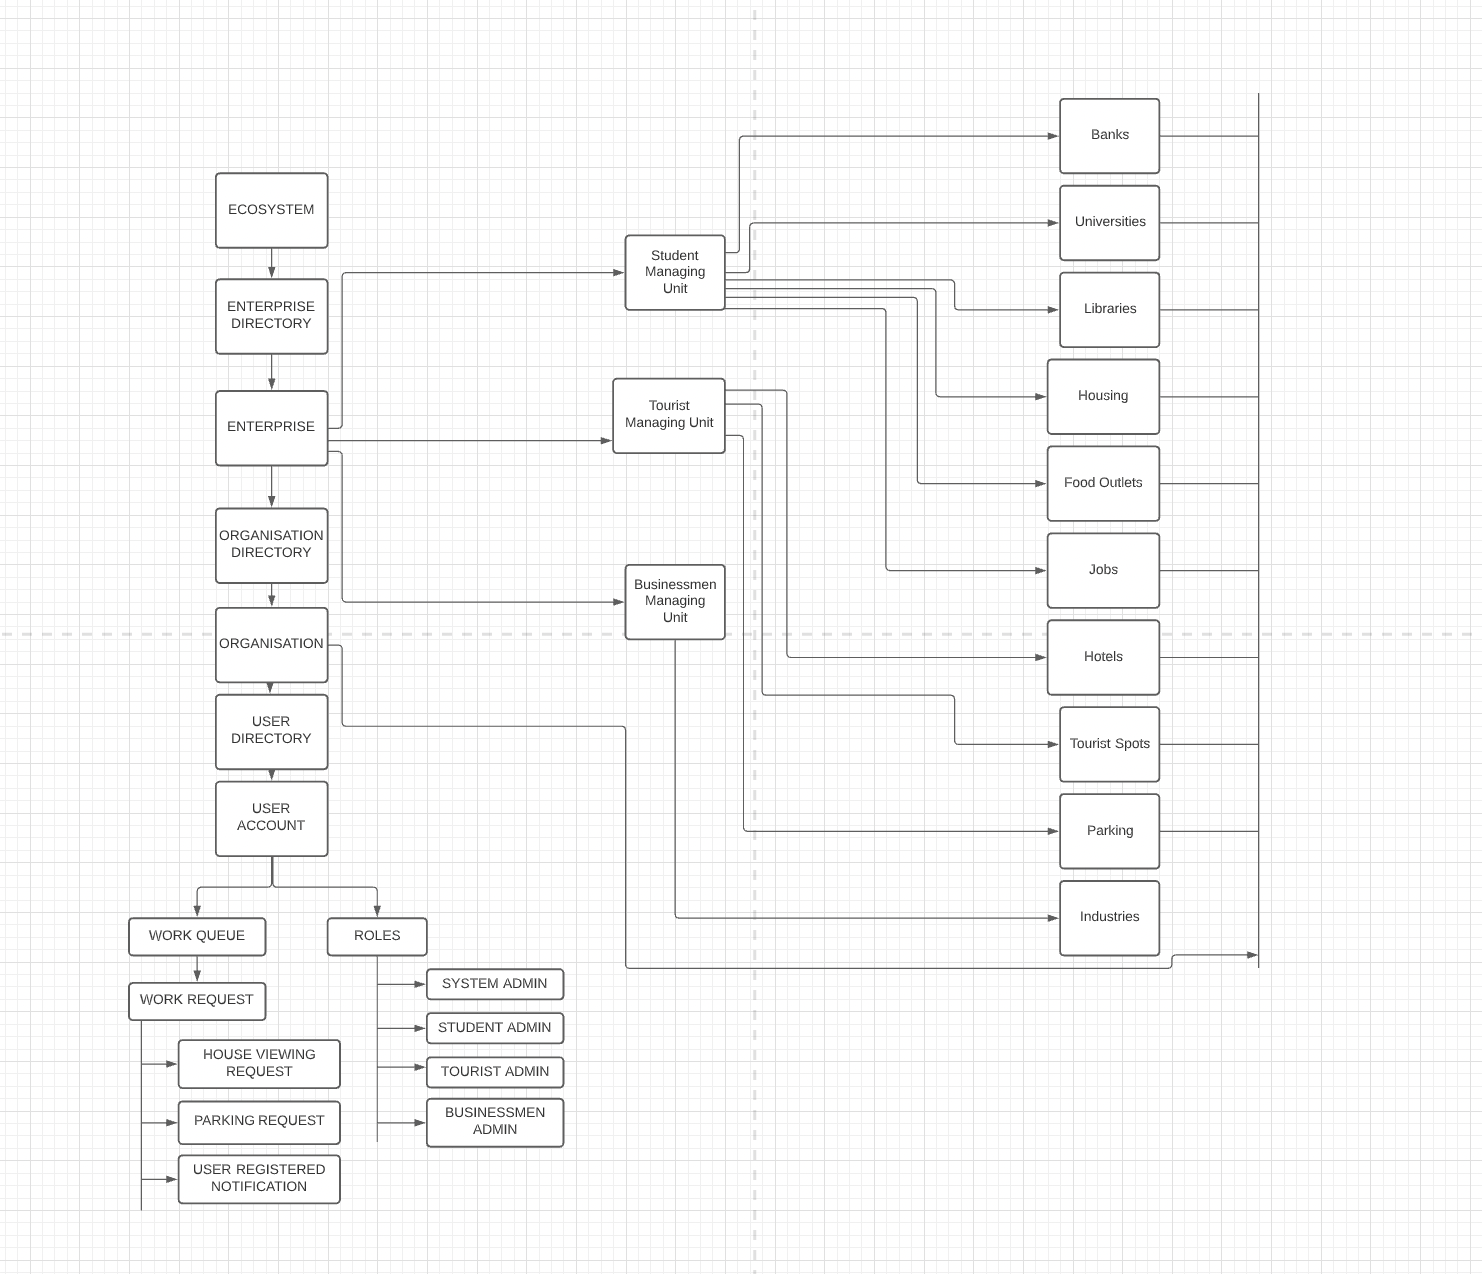 ECOSYSTEM
ENTERPRISE
DIRECTORY
ENTERPRISE
ORGANISATION
DIRECTORY
ORGANISATION
USER
DIRECTORY
USER
ACCOUNT
WORK QUEUE
WORK REQUEST
HOUSE VIEWING
REQUEST
PARKING REQUEST
USER REGISTERED
NOTIFICATION
ROLES
SYSTEM ADMIN
STUDENT ADMIN
TOURIST ADMIN
BUSINESSMEN
ADMIN
Student
Managing
Unit
Tourist
Managing Unit
Businessmen
Managing
Unit
Banks
Universities
Libraries
Housing
Food Outlets
Jobs
Hotels
Tourist Spots
Parking
Industries